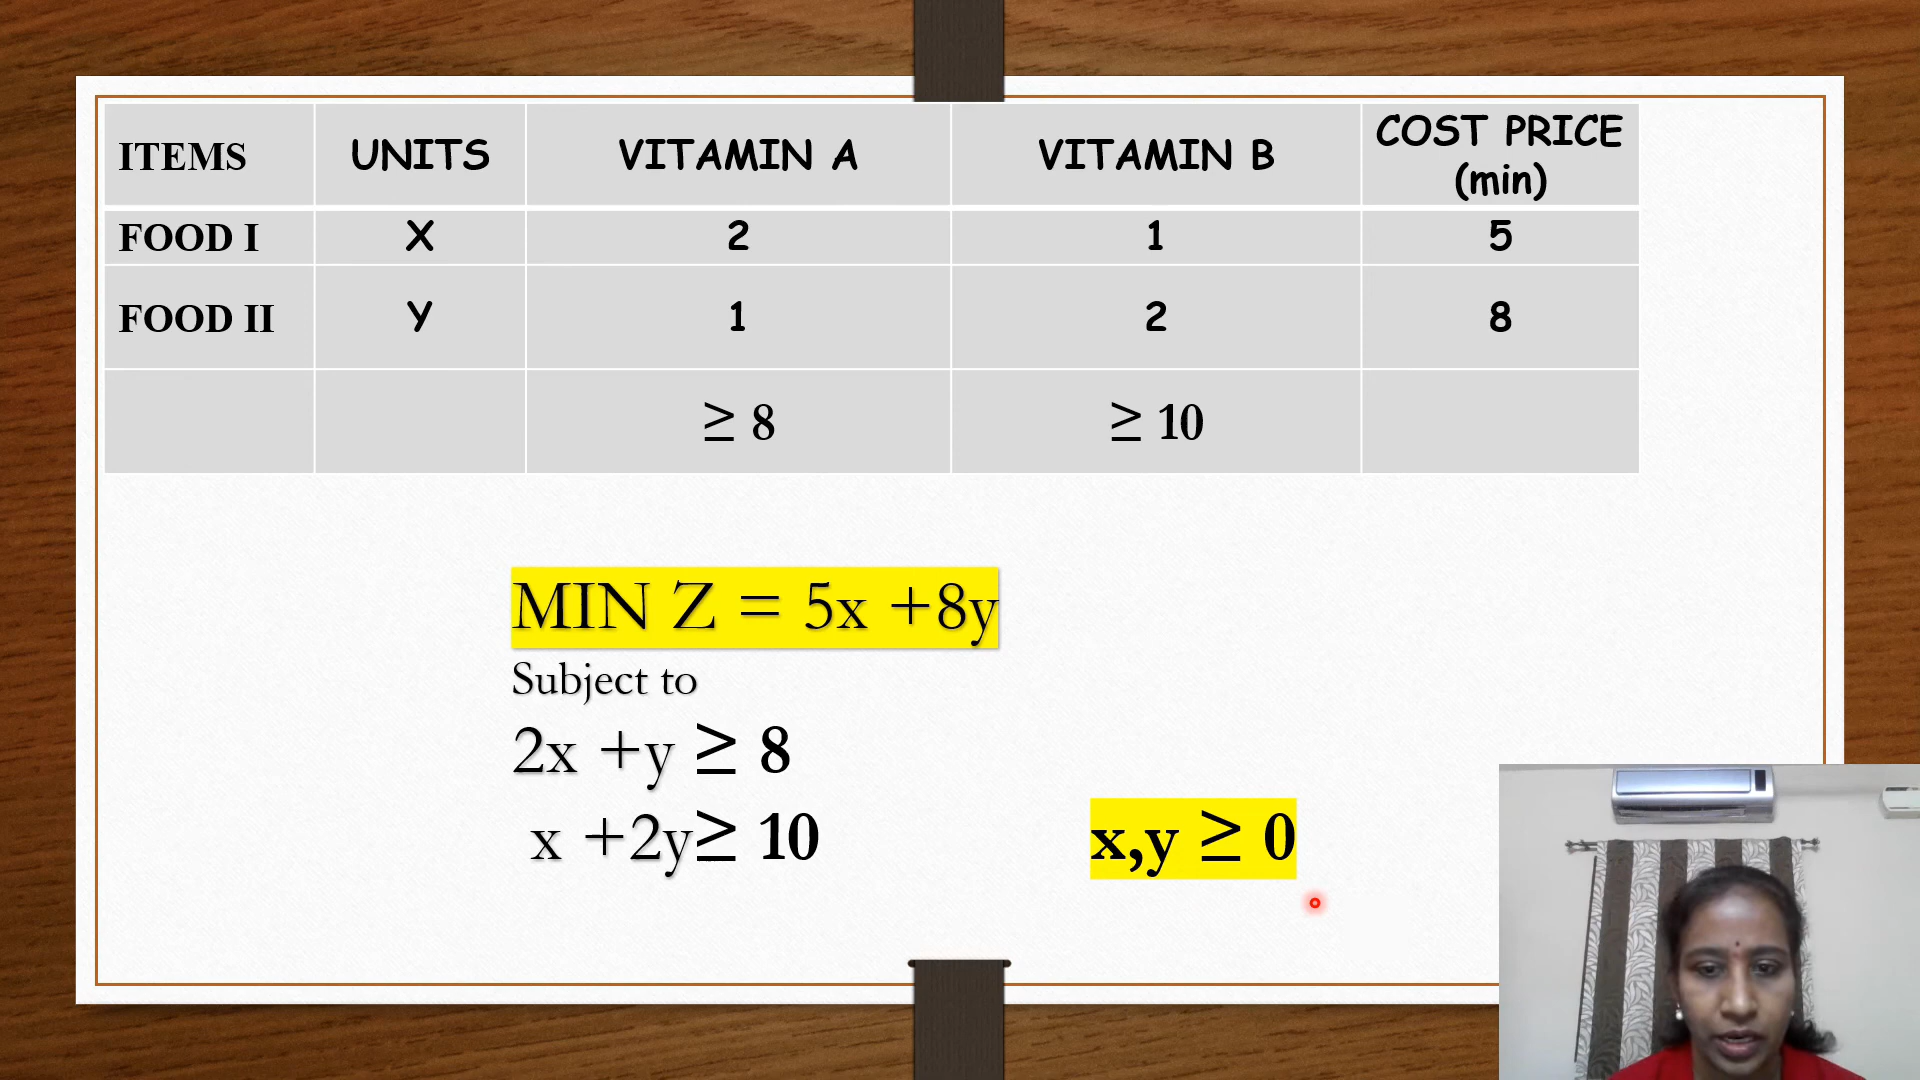 ITEMS UNITS VITAMIN A VITAMIN B COST PRICE (min)
FOOD I X 2 1 5
FOOD II Y 1 2 8
≥ 8 ≥ 10
MIN Z = 5x +8y
Subject to
2x +y ≥ 8
x +2y≥ 10 x,y ≥ 0